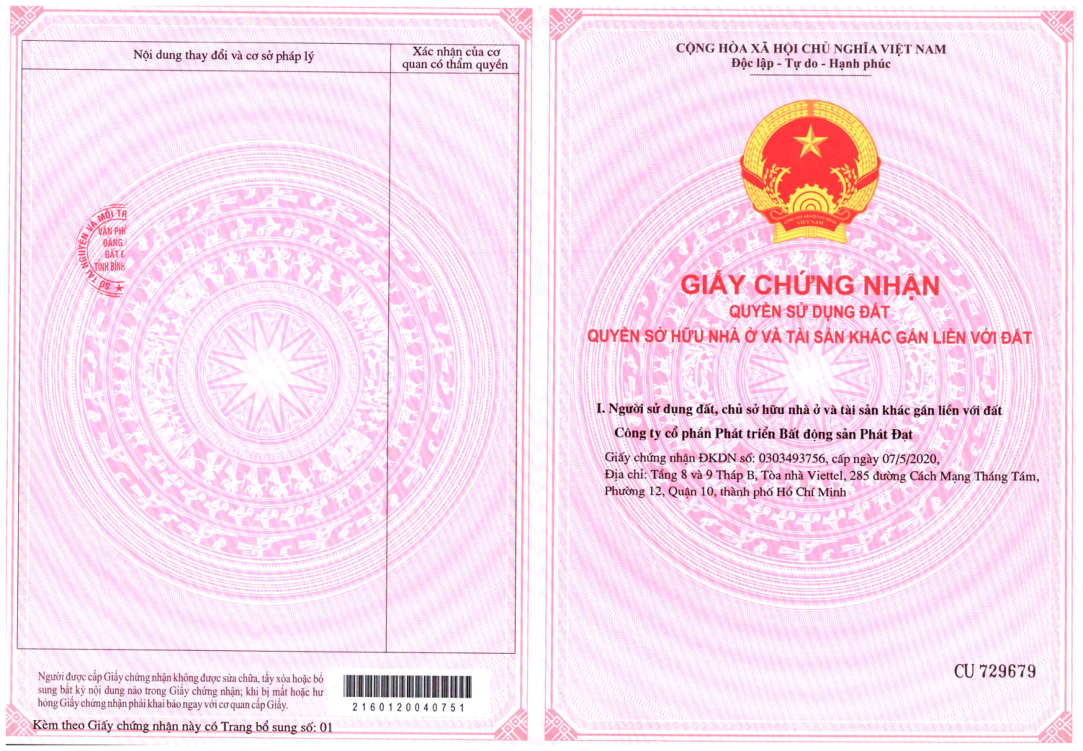 Nội dung thay đổi và cơ sở pháp lý
Xác nhận của cơ
quan có thẩm quyền
SỞ TÀI NGUYÊN VÀ MÔI TR
VĂN PH
ĐĂNG
ĐẤT
TỈNH BÌNH
Người được cấp Giấy chứng nhận không được sửa chữa, tẩy xóa hoặc bổ
sung bất kỳ nội dung nào trong Giấy chứng nhận; khi bị mất hoặc hư
hỏng Giấy chứng nhận phải khai báo ngay với cơ quan cấp Giấy.
2160120040751
Kèm theo Giấy chứng nhận này có Trang bổ sung số: 01
CỘNG HÒA XÃ HỘI CHỦ NGHĨA VIỆT NAM
Độc lập - Tự do - Hạnh phúc
VIỆT NAM
GIẤY CHỨNG NHẬN
QUYỀN SỬ DỤNG ĐẤT
QUYỀN SỞ HỮU NHÀ Ở VÀ TÀI SẢN KHÁC GẮN LIỀN VỚI ĐẤT
I. Người sử dụng đất, chủ sở hữu nhà ở và tài sản khác gắn liền với đất
Công ty cổ phần Phát triển Bất động sản Phát Đạt
Giấy chứng nhận ĐKDN số: 0303493756, cấp ngày 07/5/2020,
Địa chỉ: Tầng 8 và 9 Tháp B, Tòa nhà Viettel, 285 đường Cách Mạng Tháng Tám,
Phường 12, Quận 10, thành phố Hồ Chí Minh
CU 729679